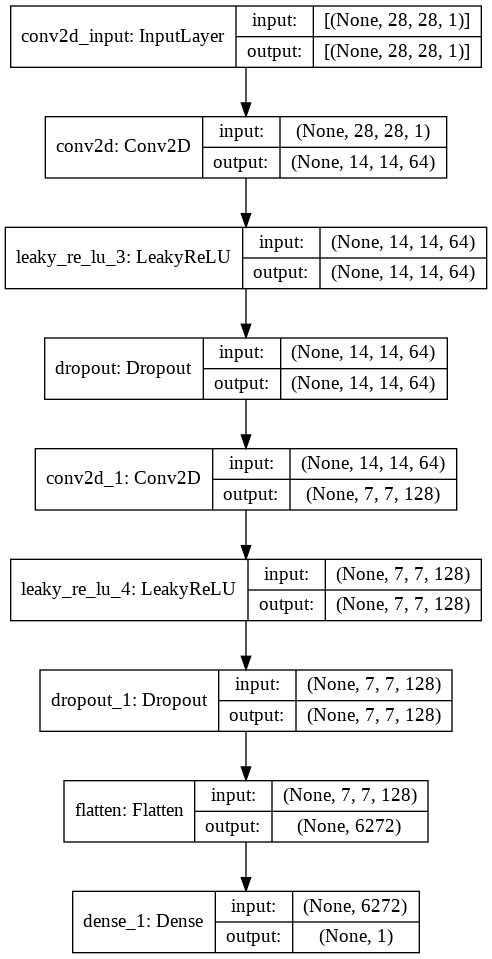 conv2d_input: InputLayer
input:
[(None, 28, 28, 1)]
output:
[(None, 28, 28, 1)]
conv2d: Conv2D
input:
(None, 28, 28, 1)
output:
(None, 14, 14, 64)
leaky_re_lu_3: LeakyReLU
input:
(None, 14, 14, 64)
output:
(None, 14, 14, 64)
dropout: Dropout
input:
(None, 14, 14, 64)
output:
(None, 14, 14, 64)
conv2d_1: Conv2D
input:
(None, 14, 14, 64)
output:
(None, 7, 7, 128)
leaky_re_lu_4: LeakyReLU
input:
(None, 7, 7, 128)
output:
(None, 7, 7, 128)
dropout_1: Dropout
input:
(None, 7, 7, 128)
output:
(None, 7, 7, 128)
flatten: Flatten
input:
(None, 7, 7, 128)
output:
(None, 6272)
dense_1: Dense
input:
(None, 6272)
output:
(None, 1)